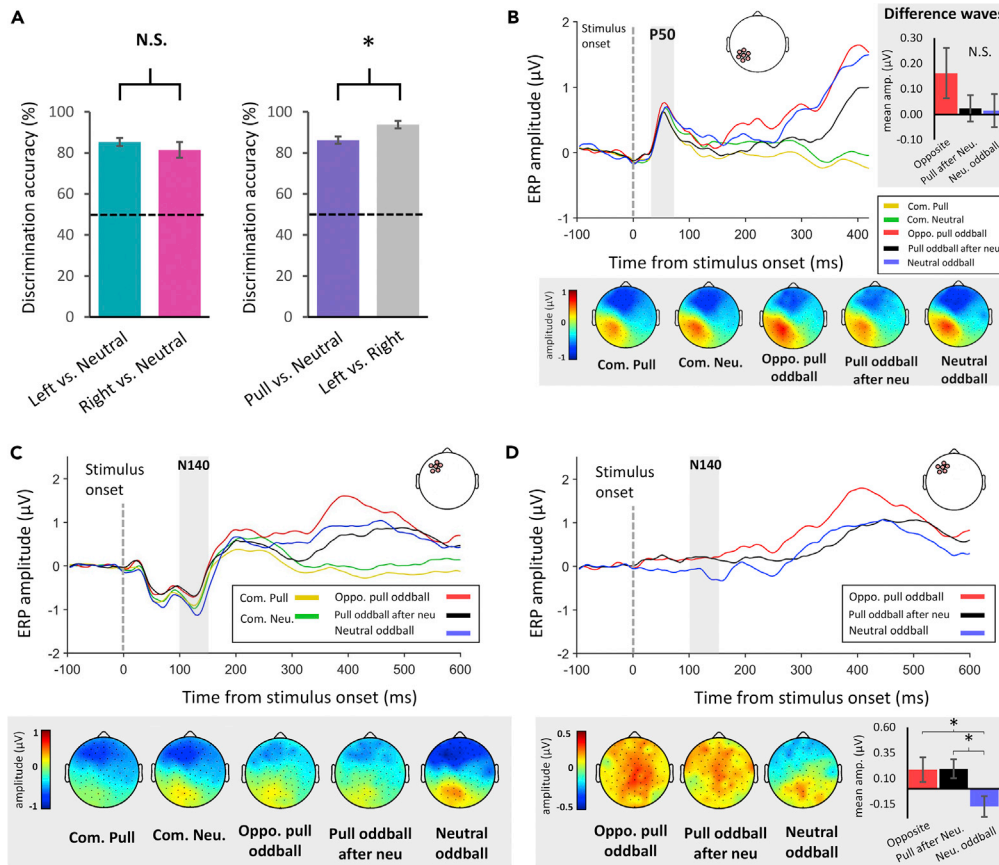 A
N.S.
*
Discrimination accuracy (%)
100
80
60
40
20
0
Left vs. Neutral
Right vs. Neutral
Discrimination accuracy (%)
100
80
60
40
20
0
Pull vs. Neutral
Left vs. Right
B
Stimulus
onset
P50
ERP amplitude (µV)
2
1
0
-1
-100
0
100
200
300
400
Time from stimulus onset (ms)
Difference waves
mean amp. (µV)
0.30
0.20
0.10
0.00
-0.10
N.S.
Opposite
Pull after Neu.
Neu. oddball
Com. Pull
Com. Neutral
Oppo. pull oddball
Pull oddball after neu
Neutral oddball
amplitude (µV)
1
0
-1
Com. Pull
Com. Neu.
Oppo. pull
oddball
Pull oddball
after neu
Neutral
oddball
C
Stimulus
onset
N140
ERP amplitude (µV)
2
1
0
-1
-2
-100
0
100
200
300
400
500
600
Time from stimulus onset (ms)
Com. Pull
Com. Neu.
Oppo. pull oddball
Pull oddball after neu
Neutral oddball
amplitude (µV)
1
0
-1
Com. Pull
Com. Neu.
Oppo. pull
oddball
Pull oddball
after neu
Neutral
oddball
D
Stimulus
onset
N140
ERP amplitude (µV)
2
1
0
-1
-2
-100
0
100
200
300
400
500
600
Time from stimulus onset (ms)
Oppo. pull oddball
Pull oddball after neu
Neutral oddball
amplitude (µV)
0.5
0
-0.5
Oppo. pull
oddball
Pull oddball
after neu
Neutral
oddball
mean amp. (µV)
0.60
0.35
0.10
-0.15
*
*
Opposite
Pull after Neu.
Neu. oddball